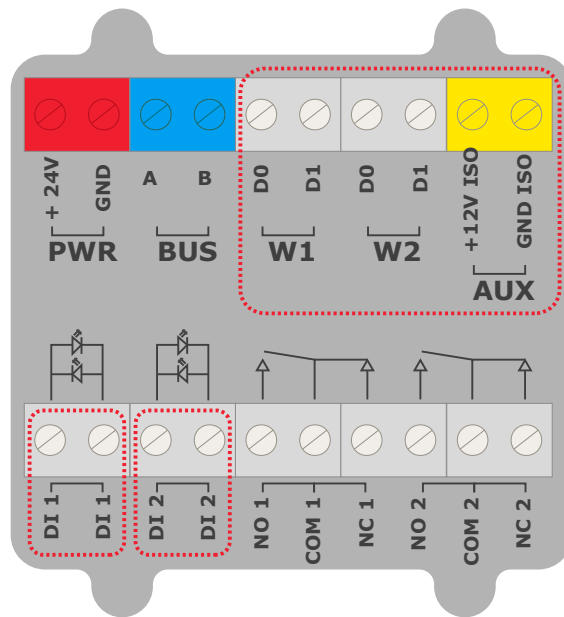 + 24V GND A B D0 D1 D0 D1 +12V ISO GND ISO
PWR BUS W1 W2 AUX
DI 1 DI 1 DI 2 DI 2 NO 1 COM 1 NC 1 NO 2 COM 2 NC 2